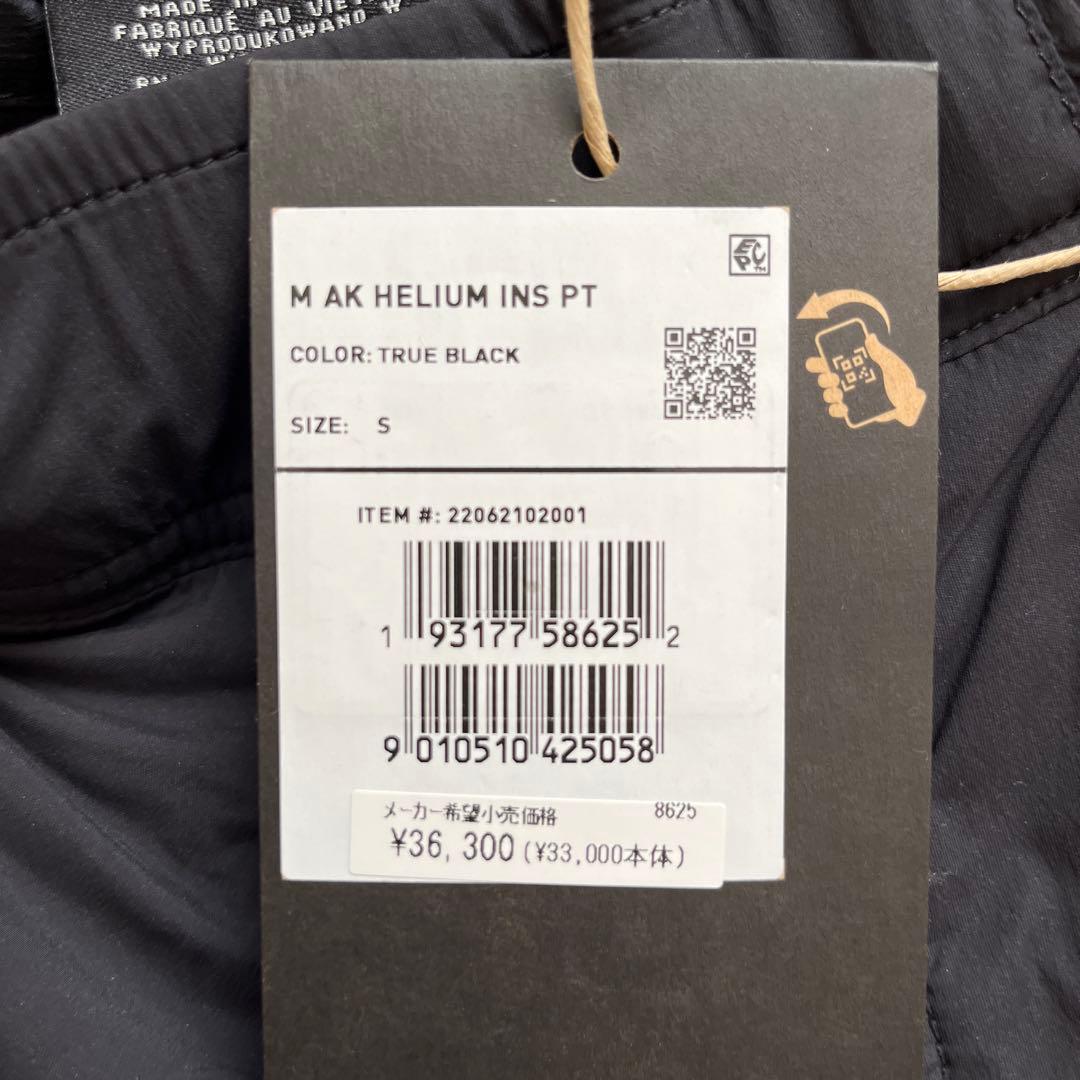 MADE IN
FABRIQUÉ AU VIET
WYPRODUKOWANO W
M AK HELIUM INS PT
COLOR: TRUE BLACK
SIZE: S
ITEM #: 22062102001
1 93177 58625 2
9 010510 425058
メーカー希望小売価格 8625
¥36,300 (¥33,000本体)